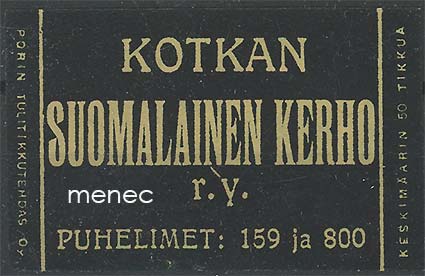 PORIN TULITIKKUTEHDAS Oy.
KOTKAN
SUOMALAINEN KERHO
r.y.
menec
PUHELIMET: 159 ja 800
KESKIMÄÄRIN 50 TIKKUA